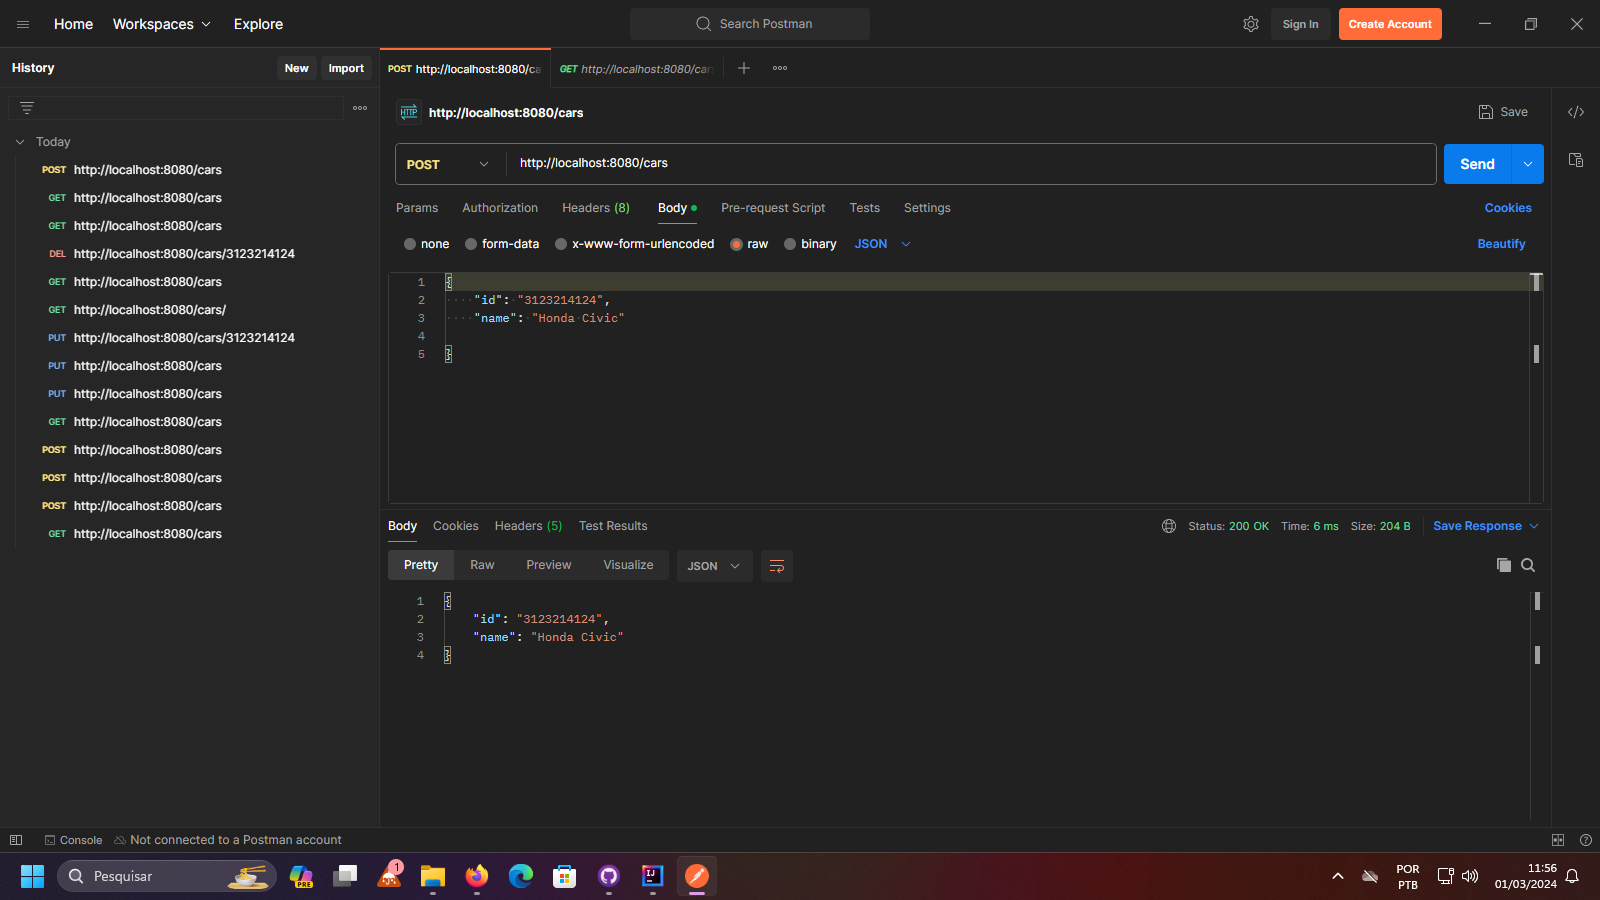 Home Workspaces Explore
Search Postman
Sign In Create Account
History New Import
POST http://localhost:8080/ca GET http://localhost:8080/car
HTTP http://localhost:8080/cars Save
Today
POST http://localhost:8080/cars
GET http://localhost:8080/cars
GET http://localhost:8080/cars
DEL http://localhost:8080/cars/3123214124
GET http://localhost:8080/cars
GET http://localhost:8080/cars/
PUT http://localhost:8080/cars/3123214124
PUT http://localhost:8080/cars
PUT http://localhost:8080/cars
GET http://localhost:8080/cars
POST http://localhost:8080/cars
POST http://localhost:8080/cars
POST http://localhost:8080/cars
GET http://localhost:8080/cars
POST http://localhost:8080/cars Send
Params Authorization Headers (8) Body Pre-request Script Tests Settings Cookies
none form-data x-www-form-urlencoded raw binary JSON Beautify
1 {
2 "id": "3123214124",
3 "name": "Honda Civic"
4
5 }
Body Cookies Headers (5) Test Results Status: 200 OK Time: 6 ms Size: 204 B Save Response
Pretty Raw Preview Visualize JSON
1 {
2 "id": "3123214124",
3 "name": "Honda Civic"
4 }
Console Not connected to a Postman account
Pesquisar
PRE
1
IJ
POR
PTB
11:56
01/03/2024